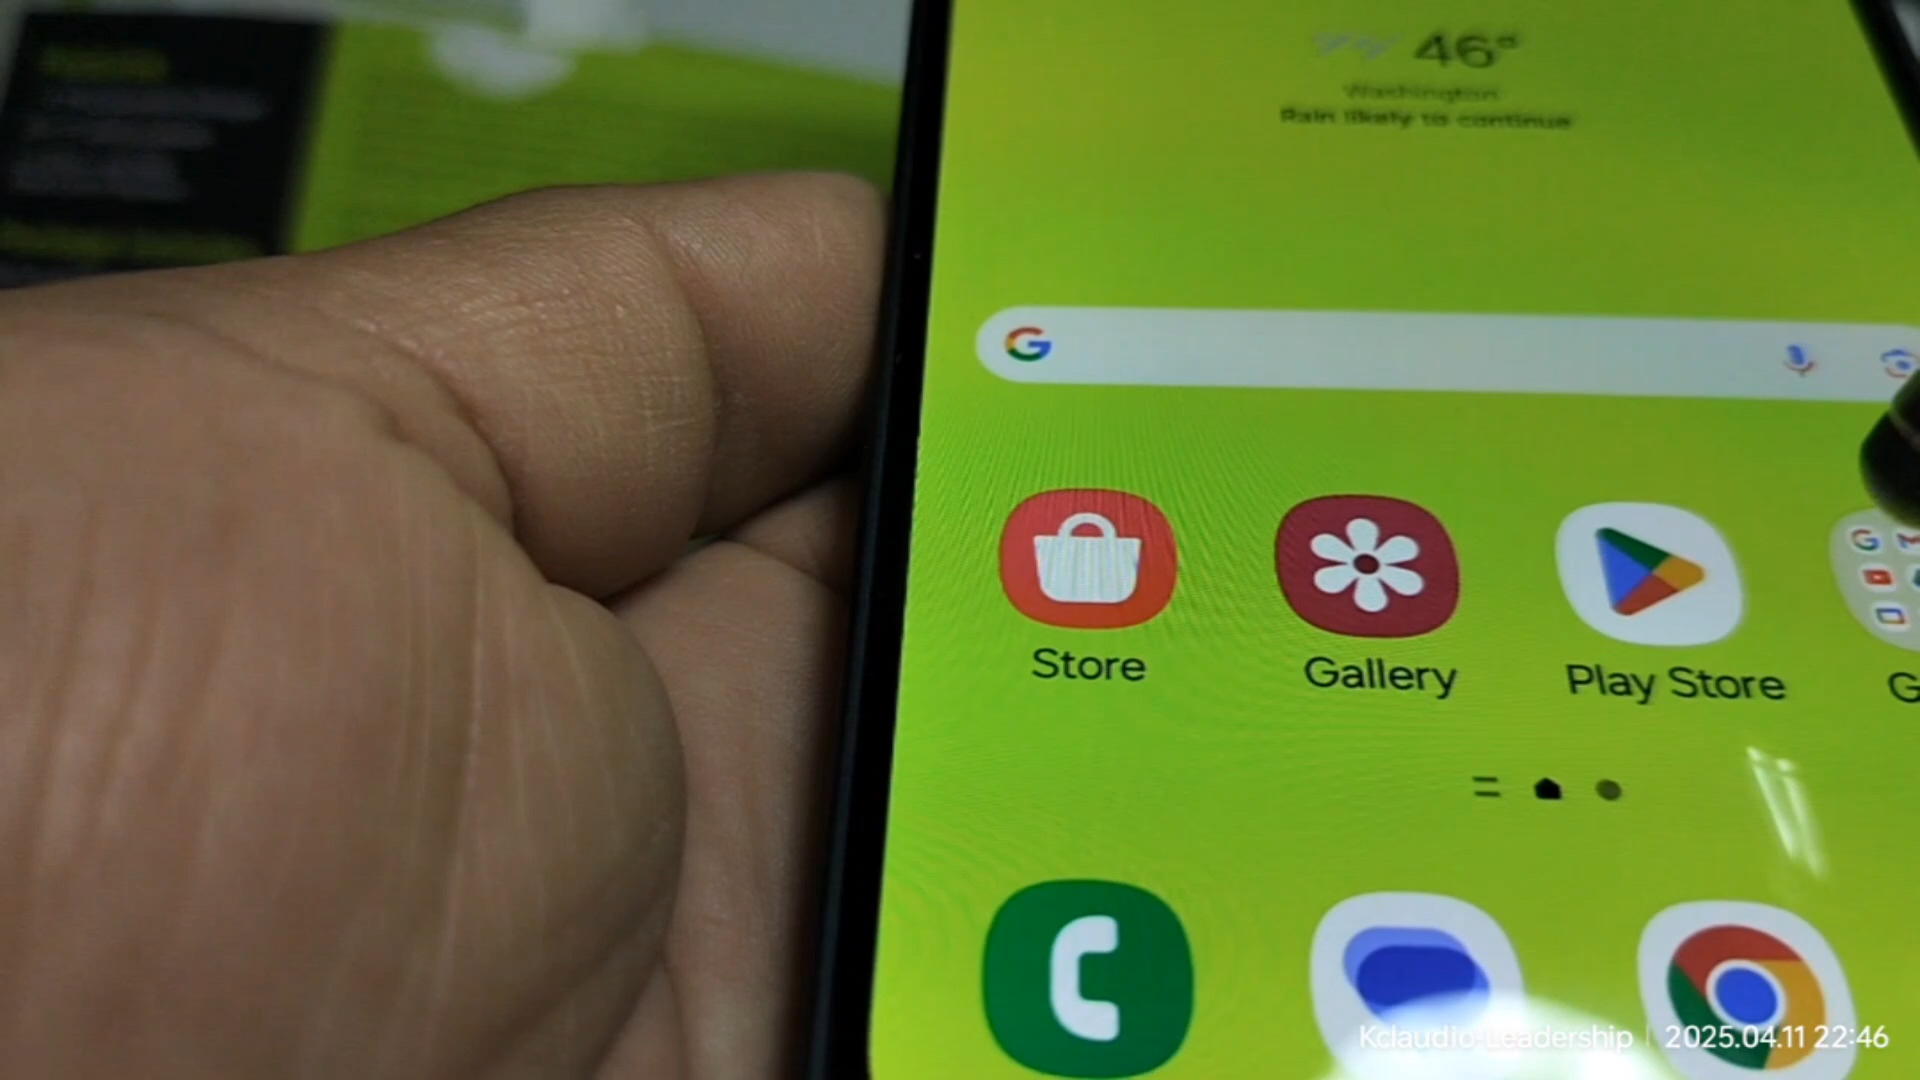 46°
Washington
Rain likely to continue
G
Store
Gallery
Play Store
G
Kclaudio-Leadership | 2025.04.11 22:46